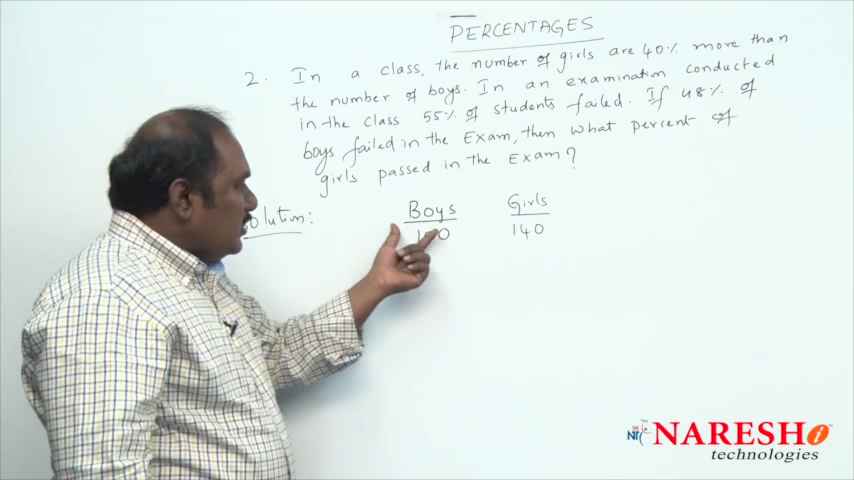 PERCENTAGES
2. In a class, the number of girls are 40% more than
the number of boys. In an examination conducted
in the class 55% of students failed. If 48% of
boys failed in the Exam, then what percent of
girls passed in the Exam?
olution:
Boys Girls
140
NiT
NARESH i
technologies